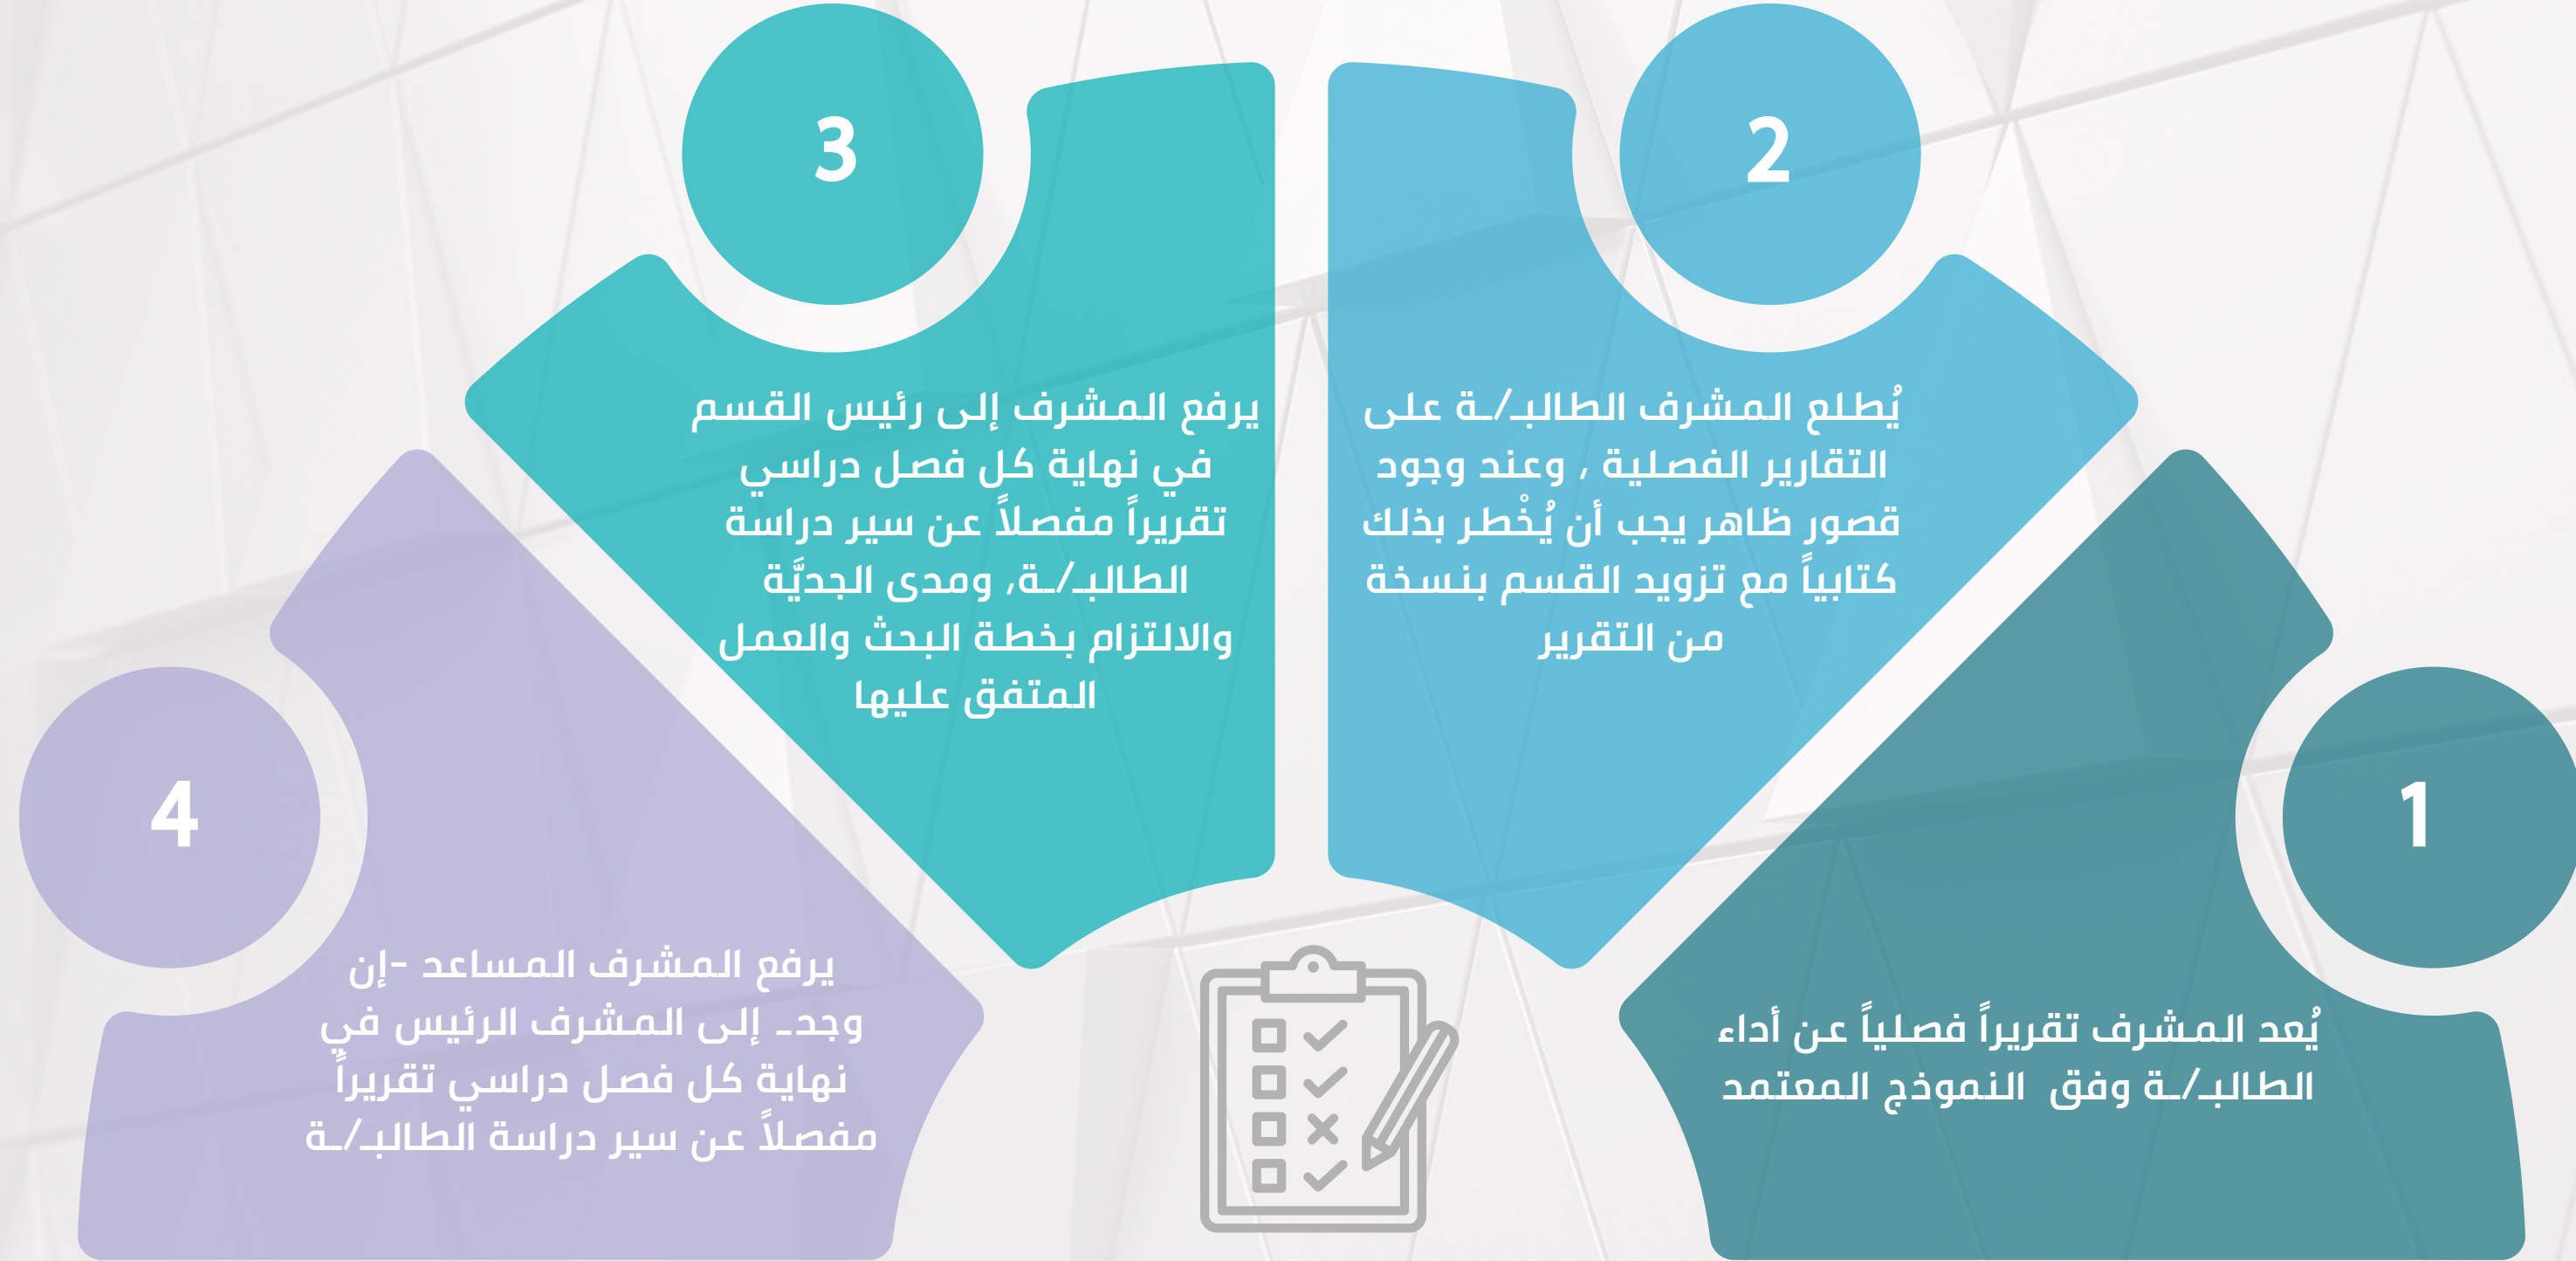 1
يُعد المشرف تقريراً فصلياً عن أداء
الطالبـ/ـة وفق النموذج المعتمد
2
يُطلع المشرف الطالبـ/ـة على
التقارير الفصلية ، وعند وجود
قصور ظاهر يجب أن يُخْطر بذلك
كتابياً مع تزويد القسم بنسخة
من التقرير
3
يرفع المشرف إلى رئيس القسم
في نهاية كل فصل دراسي
تقريراً مفصلاً عن سير دراسة
الطالبـ/ـة، ومدى الجديَّة
والالتزام بخطة البحث والعمل
المتفق عليها
4
يرفع المشرف المساعد -إن
وجدـ إلى المشرف الرئيس في
نهاية كل فصل دراسي تقريراً
مفصلاً عن سير دراسة الطالبـ/ـة